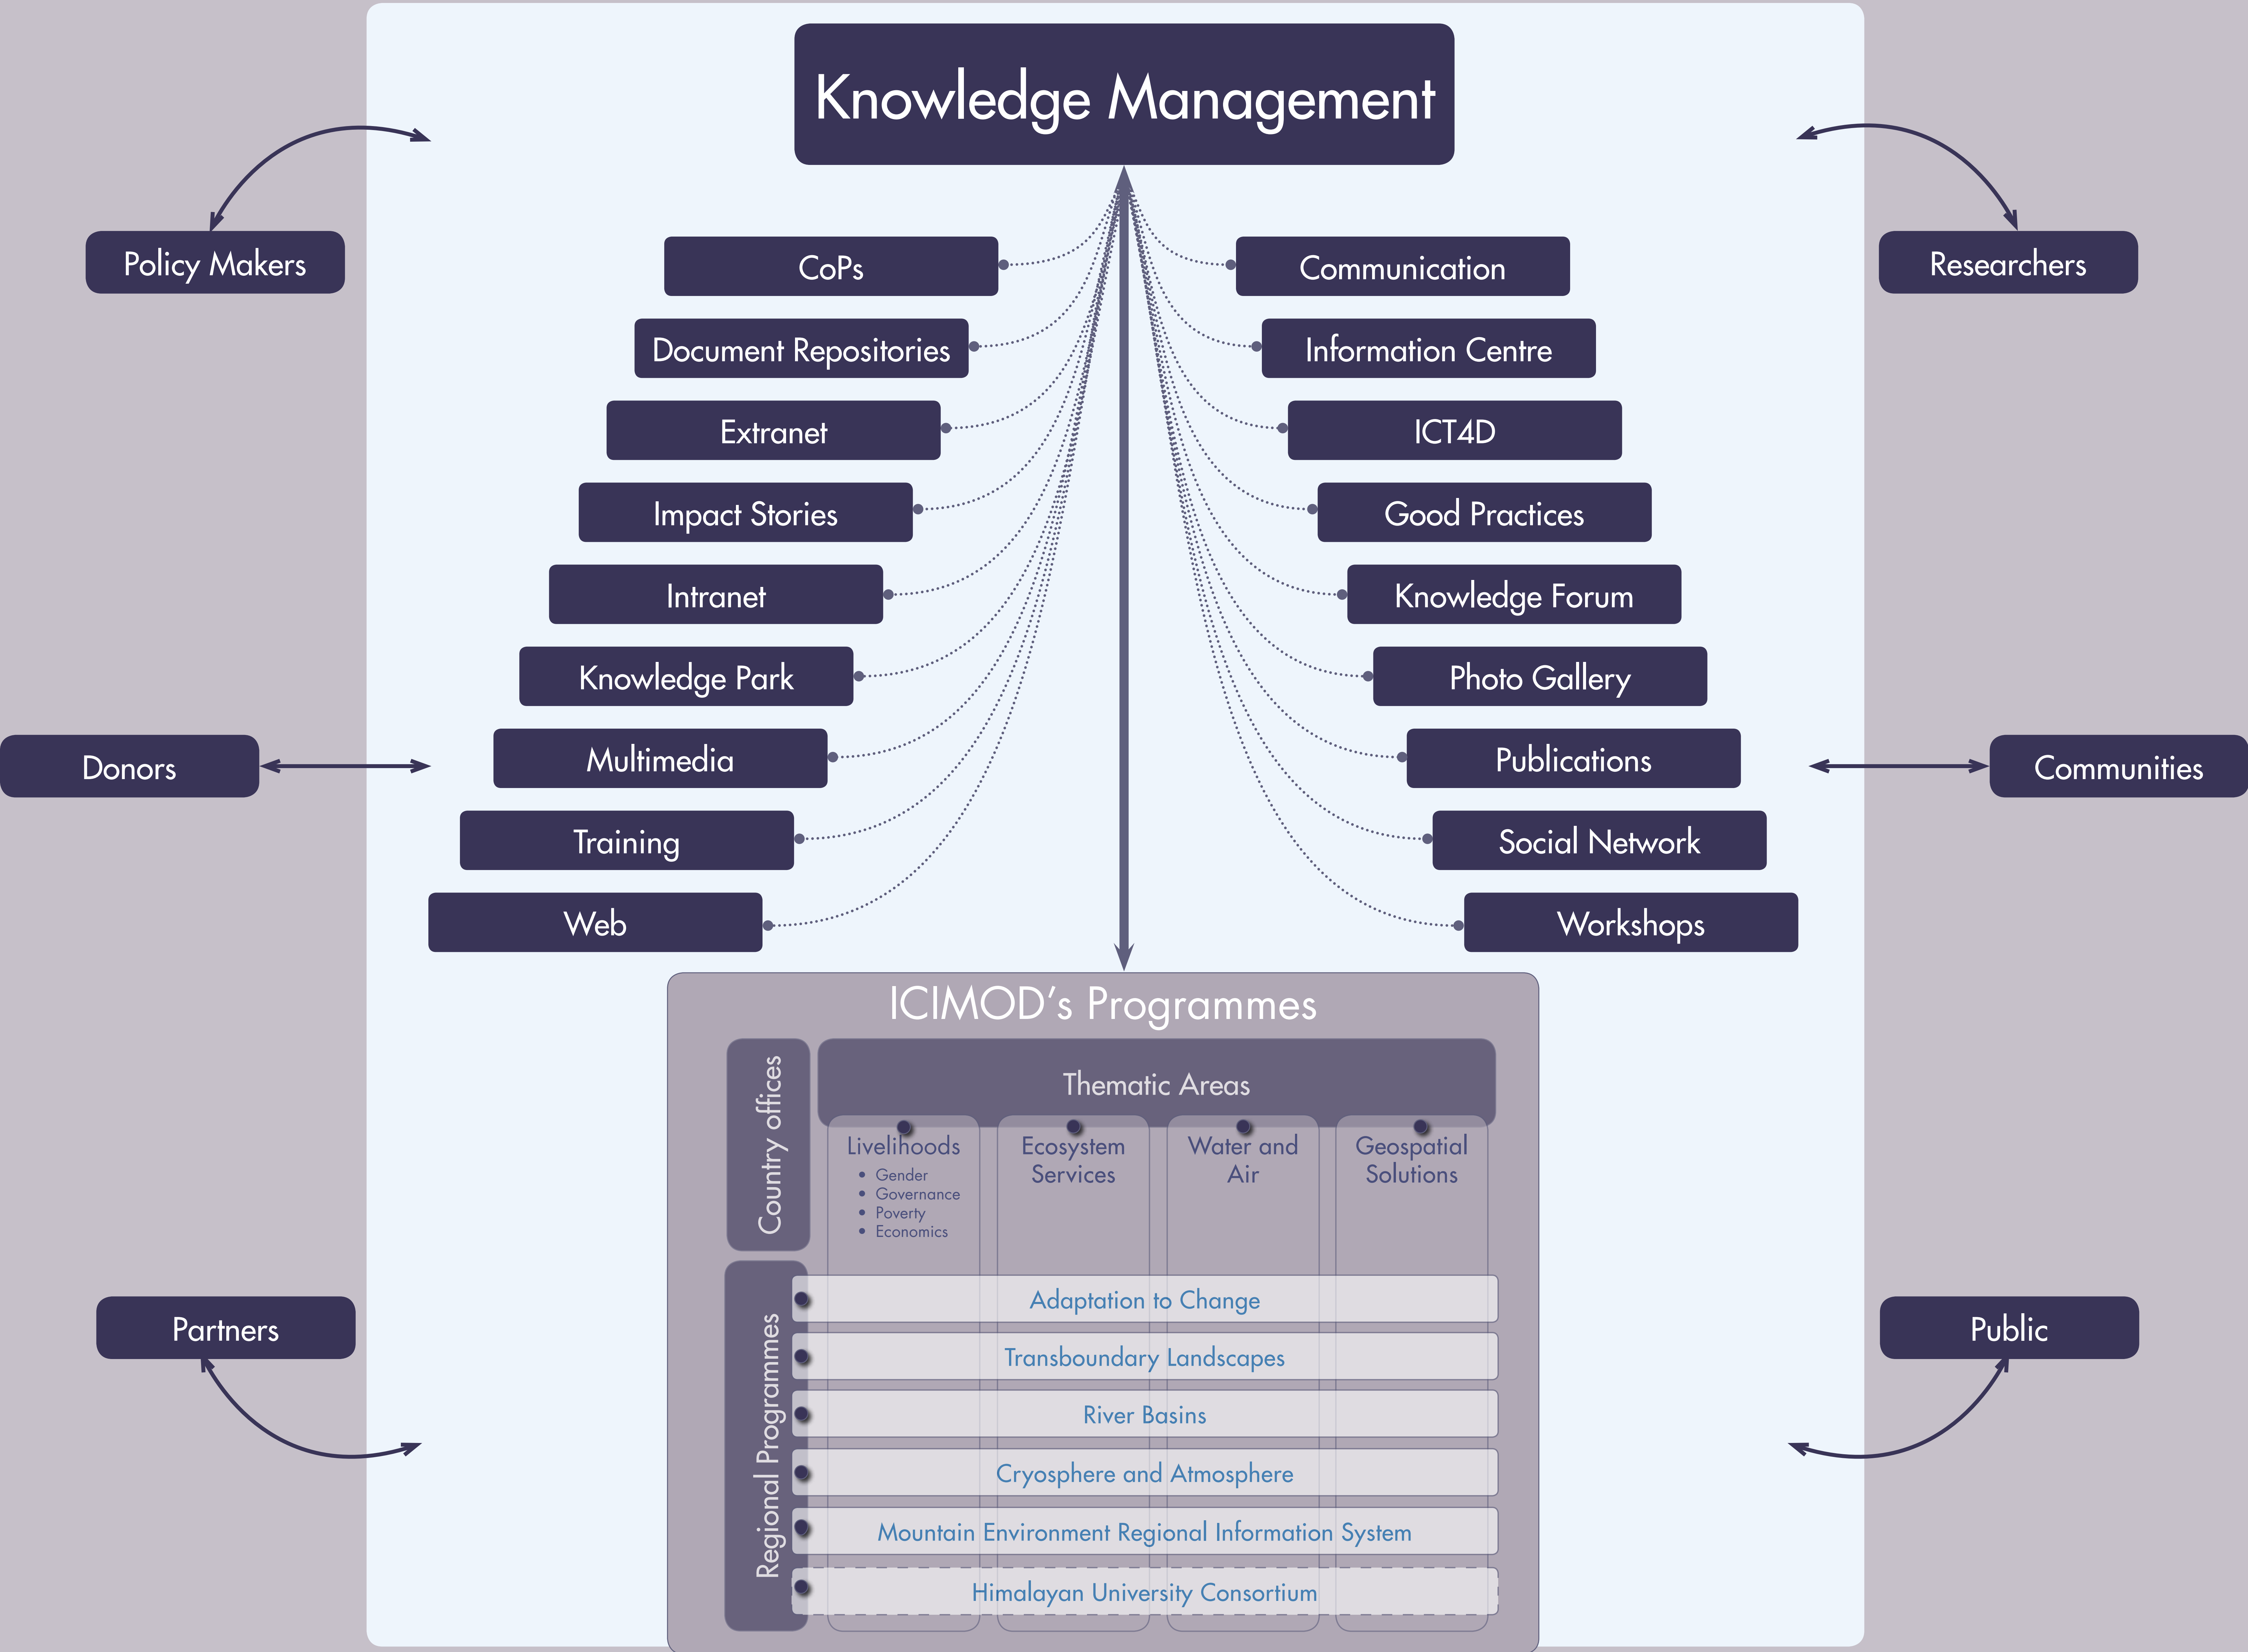 Knowledge Management
Policy Makers
Researchers
CoPs
Communication
Document Repositories
Information Centre
Extranet
ICT4D
Impact Stories
Good Practices
Intranet
Knowledge Forum
Knowledge Park
Photo Gallery
Donors
Multimedia
Publications
Communities
Training
Social Network
Web
Workshops
ICIMOD's Programmes
Country offices
Thematic Areas
Livelihoods
• Gender
• Governance
• Poverty
• Economics
Ecosystem
Services
Water and
Air
Geospatial
Solutions
Partners
Public
Regional Programmes
Adaptation to Change
Transboundary Landscapes
River Basins
Cryosphere and Atmosphere
Mountain Environment Regional Information System
Himalayan University Consortium